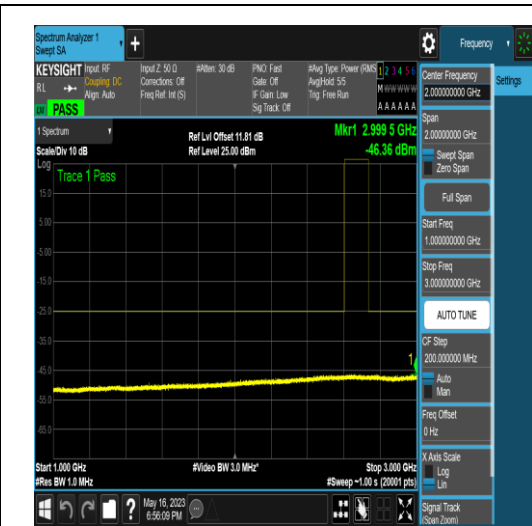 Spectrum Analyzer 1
Swept SA
Frequency
KEYSIGHT
RL
PASS
Input: RF
Coupling: DC
Align: Auto
Input Z: 50 Ω
Corrections: Off
Freq Ref: Int (S)
#Atten: 30 dB
PNO: Fast
Gate: Off
IF Gain: Low
Sig Track: Off
#Avg Type: Power (RMS
Avg|Hold: 5/5
Trig: Free Run
1 2 3 4 5 6
M W W W W W
A A A A A A
1 Spectrum
Scale/Div 10 dB
Ref Lvl Offset 11.81 dB
Ref Level 25.00 dBm
Mkr1 2.999 5 GHz
-46.36 dBm
Log
Trace 1 Pass
15.0
5.00
-5.00
-15.0
-25.0
-35.0
-45.0
-55.0
-65.0
1
Start 1.000 GHz
#Res BW 1.0 MHz
#Video BW 3.0 MHz*
Stop 3.000 GHz
#Sweep ~1.00 s (20001 pts)
May 16, 2023
6:56:09 PM
Center Frequency
2.000000000 GHz
Span
2.00000000 GHz
Swept Span
Zero Span
Full Span
Start Freq
1.000000000 GHz
Stop Freq
3.000000000 GHz
AUTO TUNE
CF Step
200.000000 MHz
Auto
Man
Freq Offset
0 Hz
X Axis Scale
Log
Lin
Signal Track
(Span Zoom)
Settings